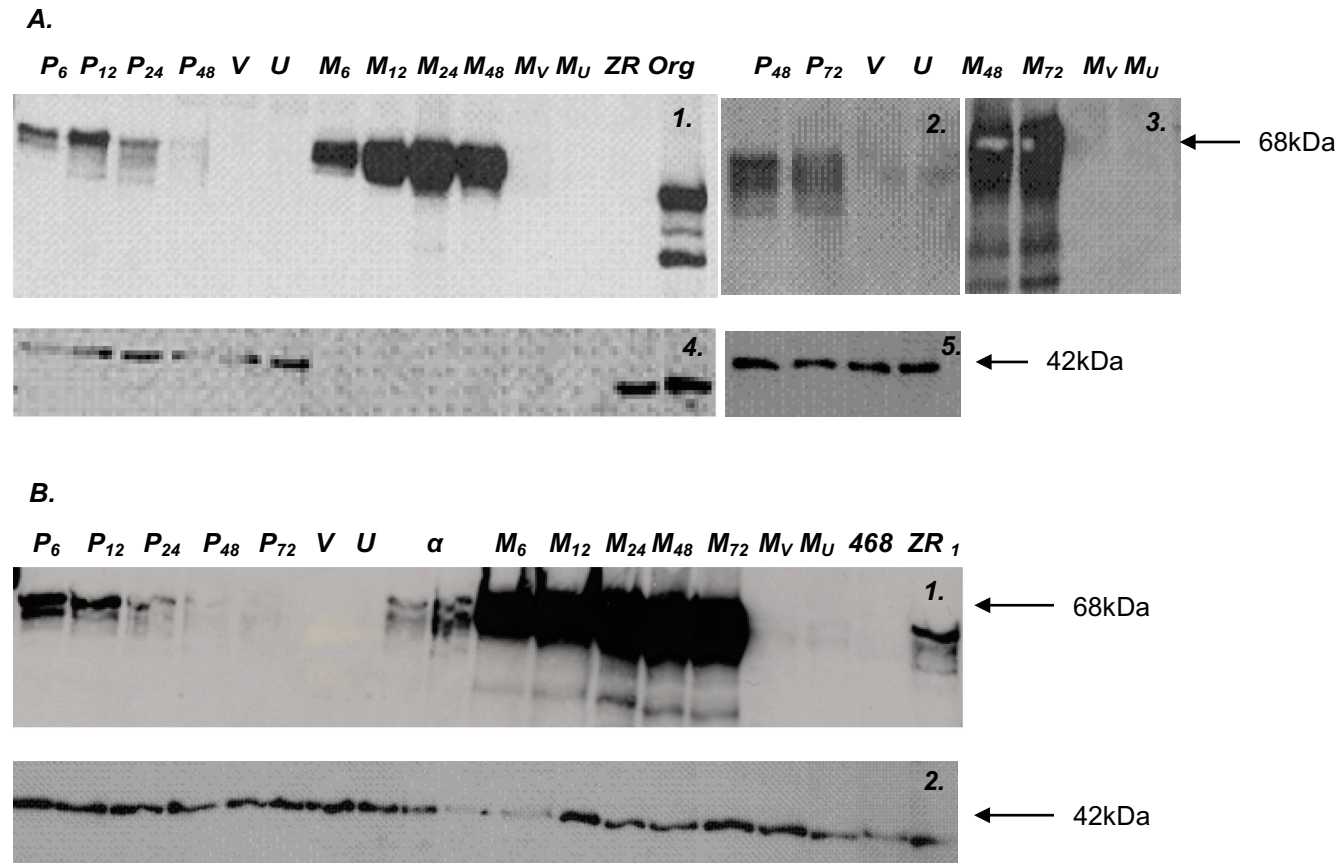 A.
P6 P12 P24 P48 V U M6 M12 M24 M48 MV MU ZR Org P48 P72 V U M48 M72 MV MU
1. 2. 3. 68kDa
4. 5. 42kDa
B.
P6 P12 P24 P48 P72 V U α M6 M12 M24 M48 M72 MV MU 468 ZR 1
1. 68kDa
2. 42kDa